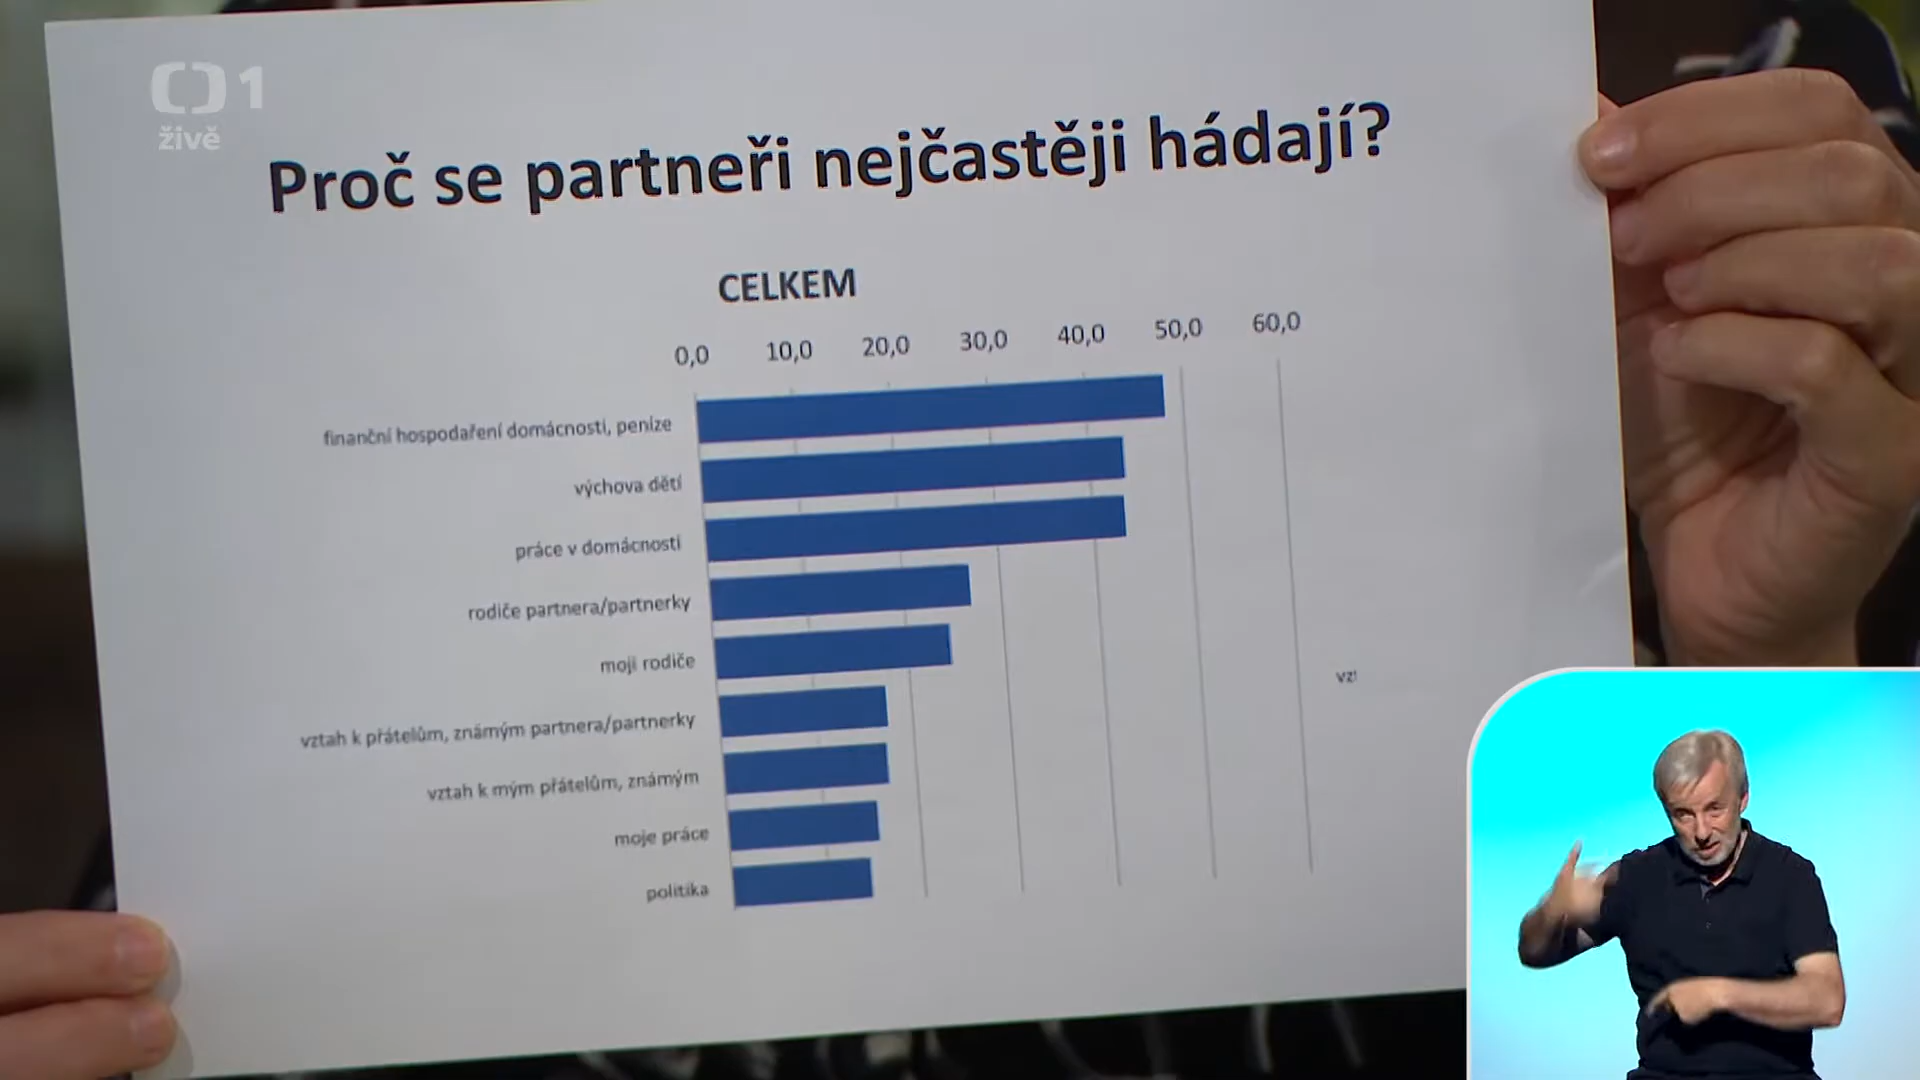 1
živě
Proč se partneři nejčastěji hádají?
CELKEM
0,0 10,0 20,0 30,0 40,0 50,0 60,0
finanční hospodaření domácnosti, peníze
výchova dětí
práce v domácnosti
rodiče partnera/partnerky
moji rodiče
vztah k přátelům, známým partnera/partnerky
vztah k mým přátelům, známým
moje práce
politika